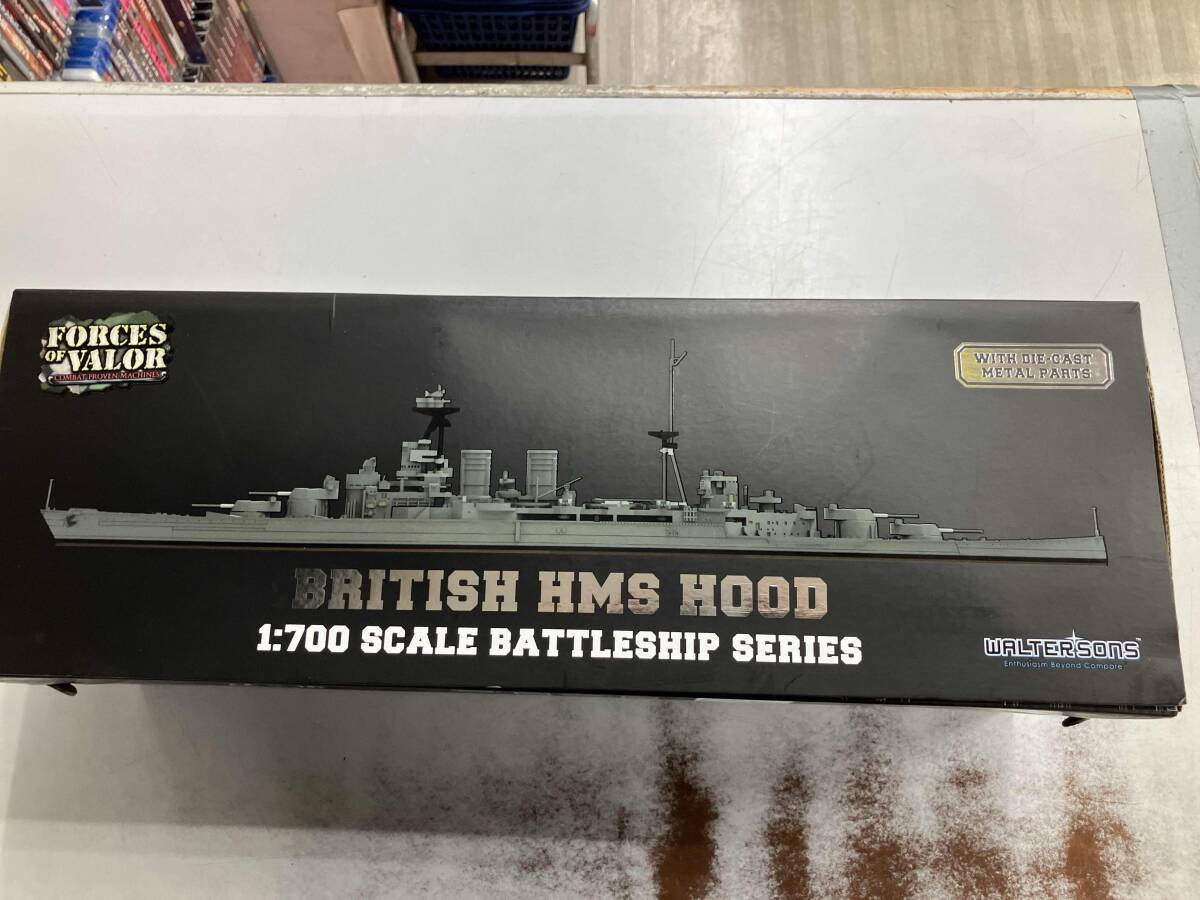 FORCES
OF VALOR
COMBAT PROVEN MACHINES
WITH DIE-CAST
METAL PARTS
BRITISH HMS HOOD
1:700 SCALE BATTLESHIP SERIES
WALTERSONS™
Enthusiasm Beyond Compare